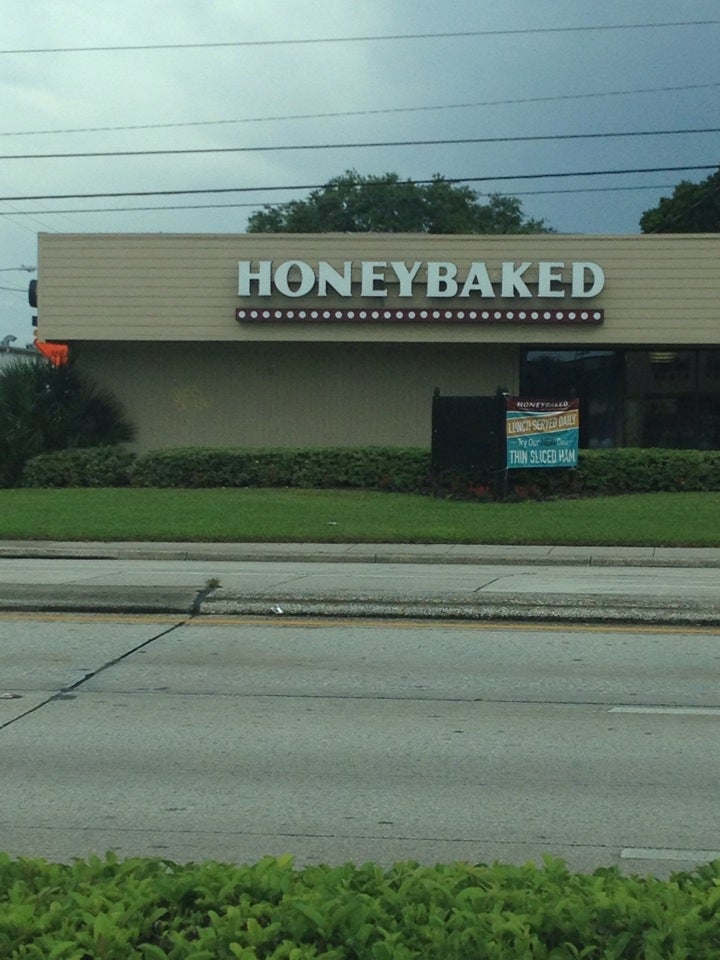 HONEYBAKED
HONEYBAKED
LUNCH SERVED DAILY
Try Our
THIN SLICED HAM